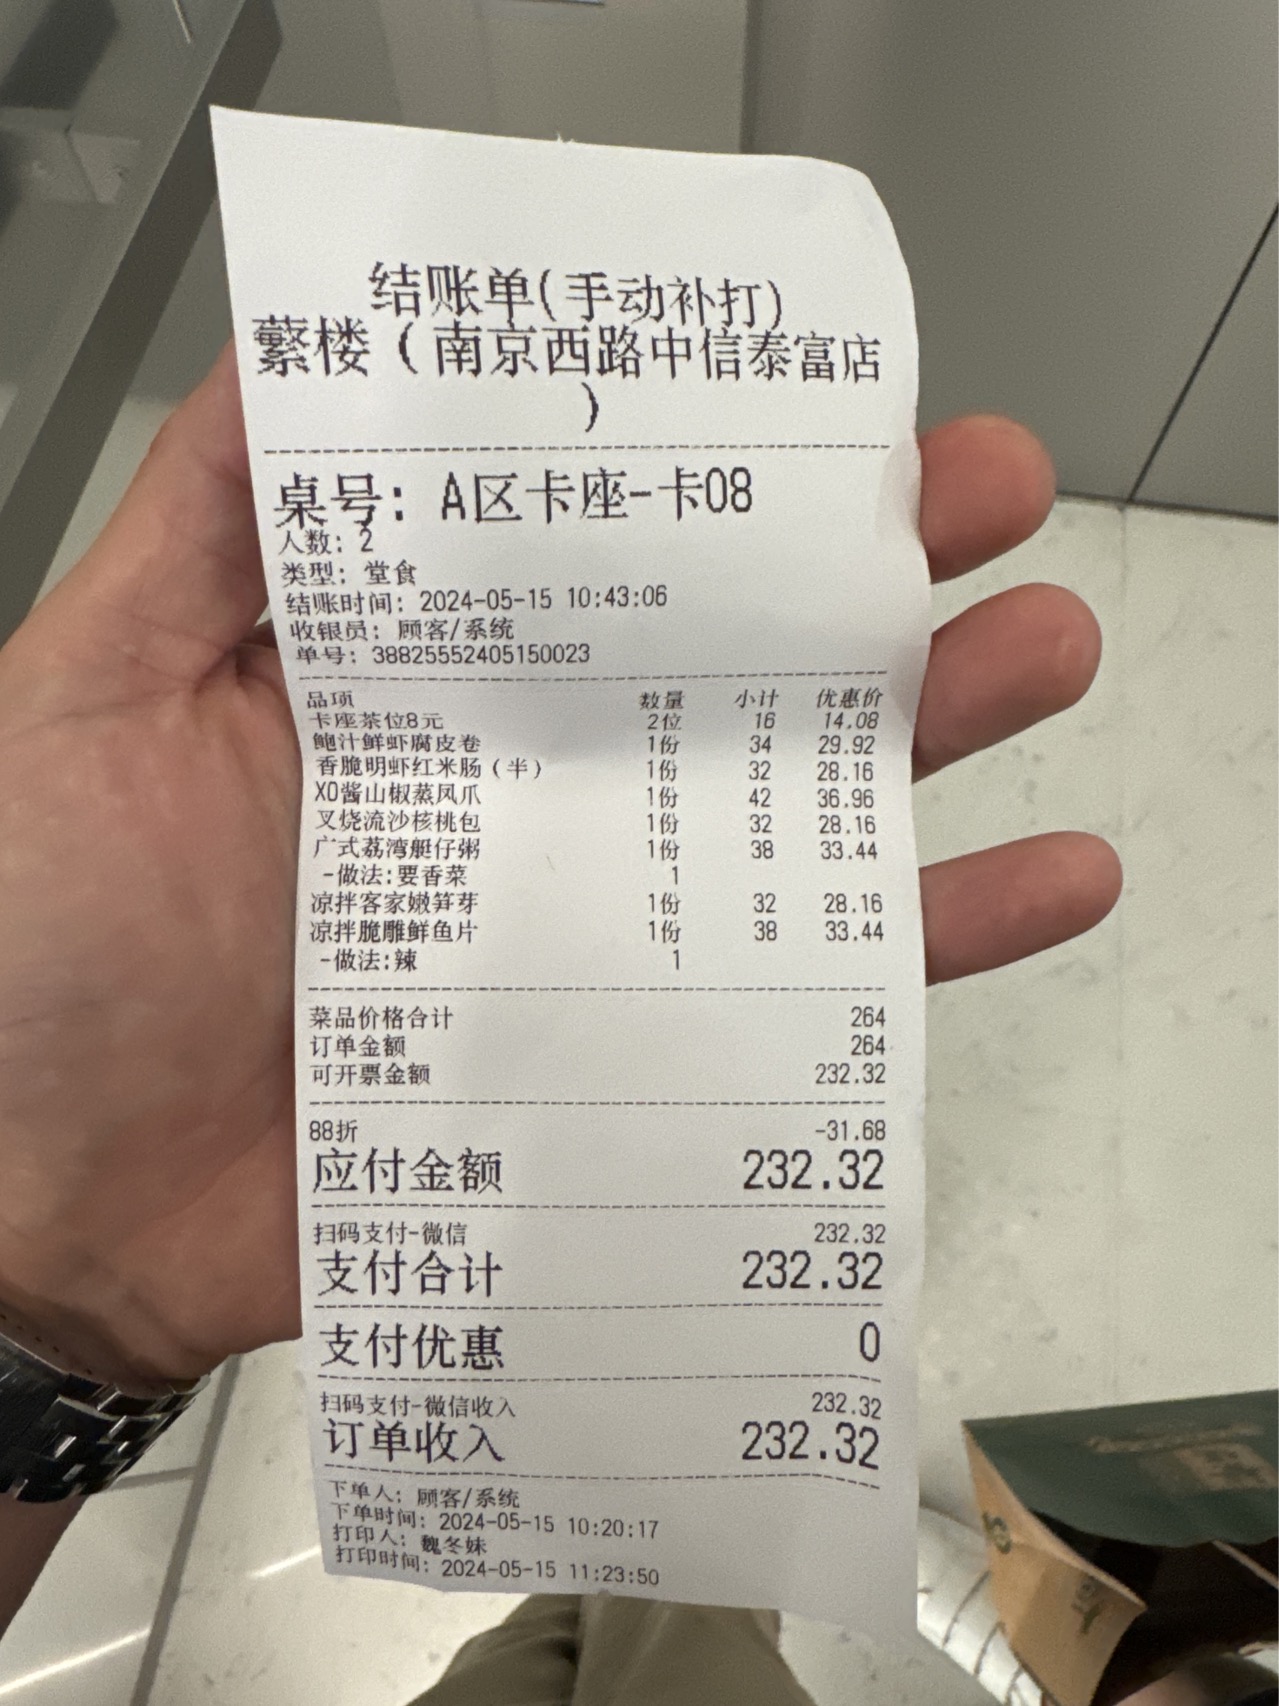 结账单(手动补打)
蘩楼（南京西路中信泰富店
）
桌号: A区卡座-卡08
人数: 2
类型: 堂食
结账时间: 2024-05-15 10:43:06
收银员: 顾客/系统
单号: 38825552405150023
品项 数量 小计 优惠价
卡座茶位8元 2位 16 14.08
鲍汁鲜虾腐皮卷 1份 34 29.92
香脆明虾红米肠（半） 1份 32 28.16
XO酱山椒蒸凤爪 1份 42 36.96
叉烧流沙核桃包 1份 32 28.16
广式荔湾艇仔粥 1份 38 33.44
-做法:要香菜 1
凉拌客家嫩笋芽 1份 32 28.16
凉拌脆雕鲜鱼片 1份 38 33.44
-做法:辣 1
菜品价格合计 264
订单金额 264
可开票金额 232.32
88折 -31.68
应付金额 232.32
扫码支付-微信 232.32
支付合计 232.32
支付优惠 0
扫码支付-微信收入 232.32
订单收入 232.32
下单人: 顾客/系统
下单时间: 2024-05-15 10:20:17
打印人: 魏冬妹
打印时间: 2024-05-15 11:23:50